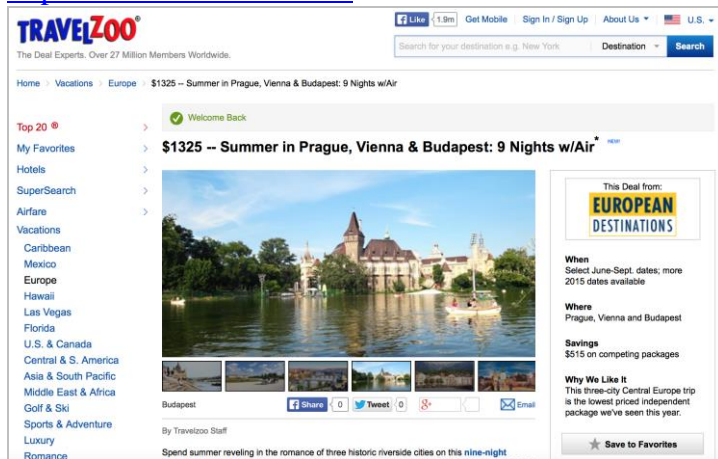 TRAVELZOO®
Like 1.9m Get Mobile Sign In / Sign Up About Us U.S.
The Deal Experts. Over 27 Million Members Worldwide.
Search for your destination e.g. New York Destination Search
Home Vacations Europe $1325 -- Summer in Prague, Vienna & Budapest: 9 Nights w/Air
Top 20 ®
My Favorites
Hotels
SuperSearch
Airfare
Vacations
Caribbean
Mexico
Europe
Hawaii
Las Vegas
Florida
U.S. & Canada
Central & S. America
Asia & South Pacific
Middle East & Africa
Golf & Ski
Sports & Adventure
Luxury
Romance
Welcome Back
$1325 -- Summer in Prague, Vienna & Budapest: 9 Nights w/Air* NEW!
Budapest
Share 0 Tweet 0 Email
By Travelzoo Staff
Spend summer reveling in the romance of three historic riverside cities on this nine-night
This Deal from:
EUROPEAN
DESTINATIONS
When
Select June-Sept. dates; more
2015 dates available
Where
Prague, Vienna and Budapest
Savings
$515 on competing packages
Why We Like It
This three-city Central Europe trip
is the lowest priced independent
package we've seen this year.
Save to Favorites